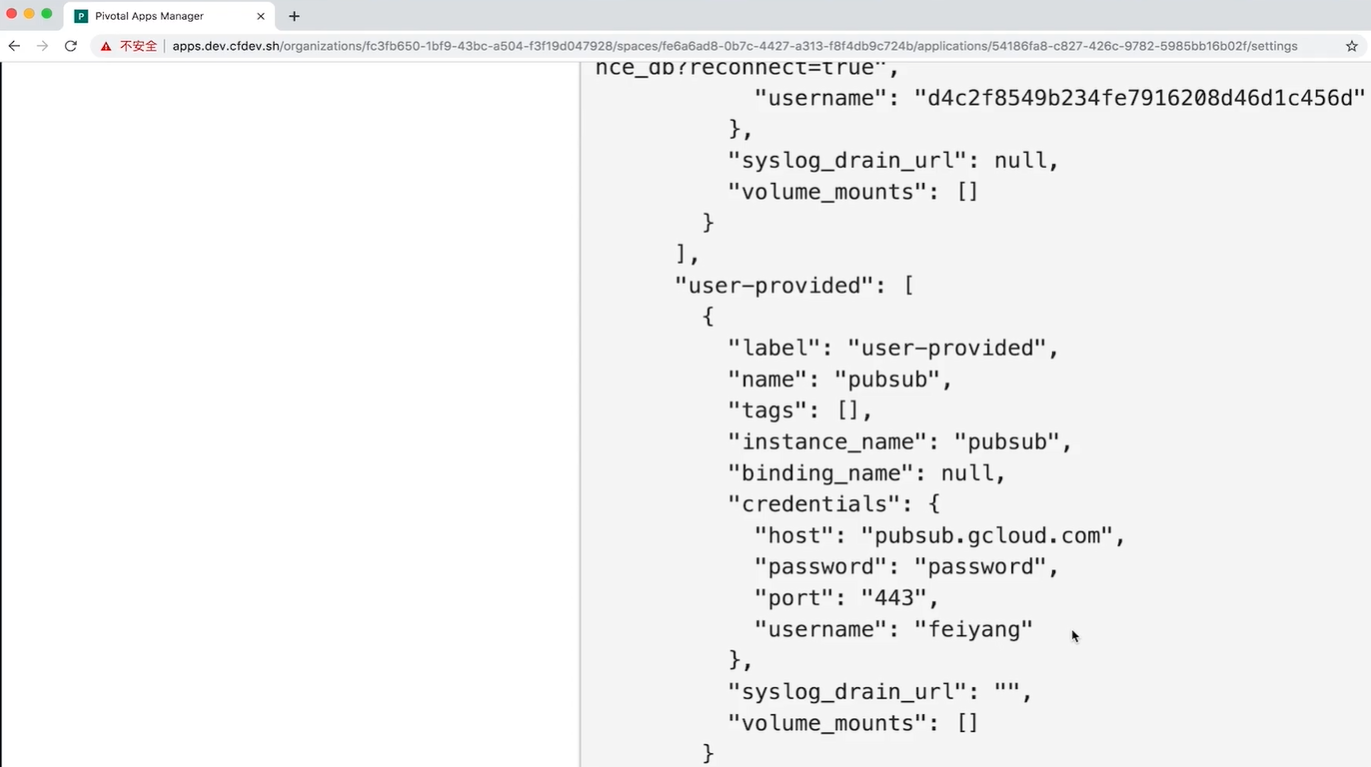 Pivotal Apps Manager
不安全 apps.dev.cfdev.sh/organizations/fc3fb650-1bf9-43bc-a504-f3f19d047928/spaces/fe6a6ad8-0b7c-4427-a313-f8f4db9c724b/applications/54186fa8-c827-426c-9782-5985bb16b02f/settings
nce_db?reconnect=true",
"username": "d4c2f8549b234fe7916208d46d1c456d"
},
"syslog_drain_url": null,
"volume_mounts": []
}
],
"user-provided": [
{
"label": "user-provided",
"name": "pubsub",
"tags": [],
"instance_name": "pubsub",
"binding_name": null,
"credentials": {
"host": "pubsub.gcloud.com",
"password": "password",
"port": "443",
"username": "feiyang"
},
"syslog_drain_url": "",
"volume_mounts": []
}